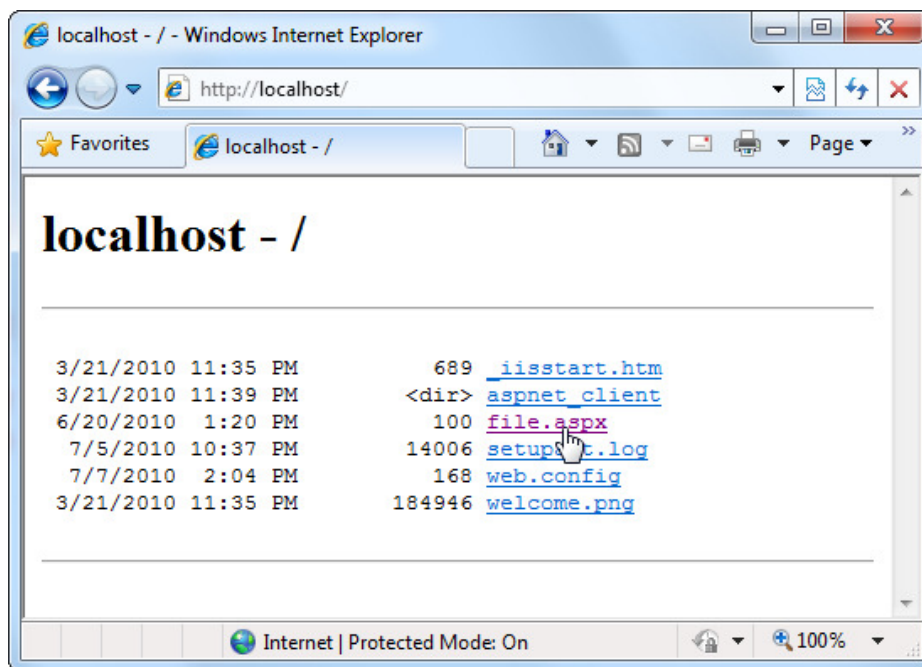 localhost - / - Windows Internet Explorer
http://localhost/
Favorites localhost - / Page
localhost - /
3/21/2010 11:35 PM 689 _iisstart.htm
3/21/2010 11:39 PM <dir> aspnet_client
6/20/2010 1:20 PM 100 file.aspx
7/5/2010 10:37 PM 14006
7/7/2010 2:04 PM 168 web.config
3/21/2010 11:35 PM 184946 welcome.png
Internet | Protected Mode: On 100%